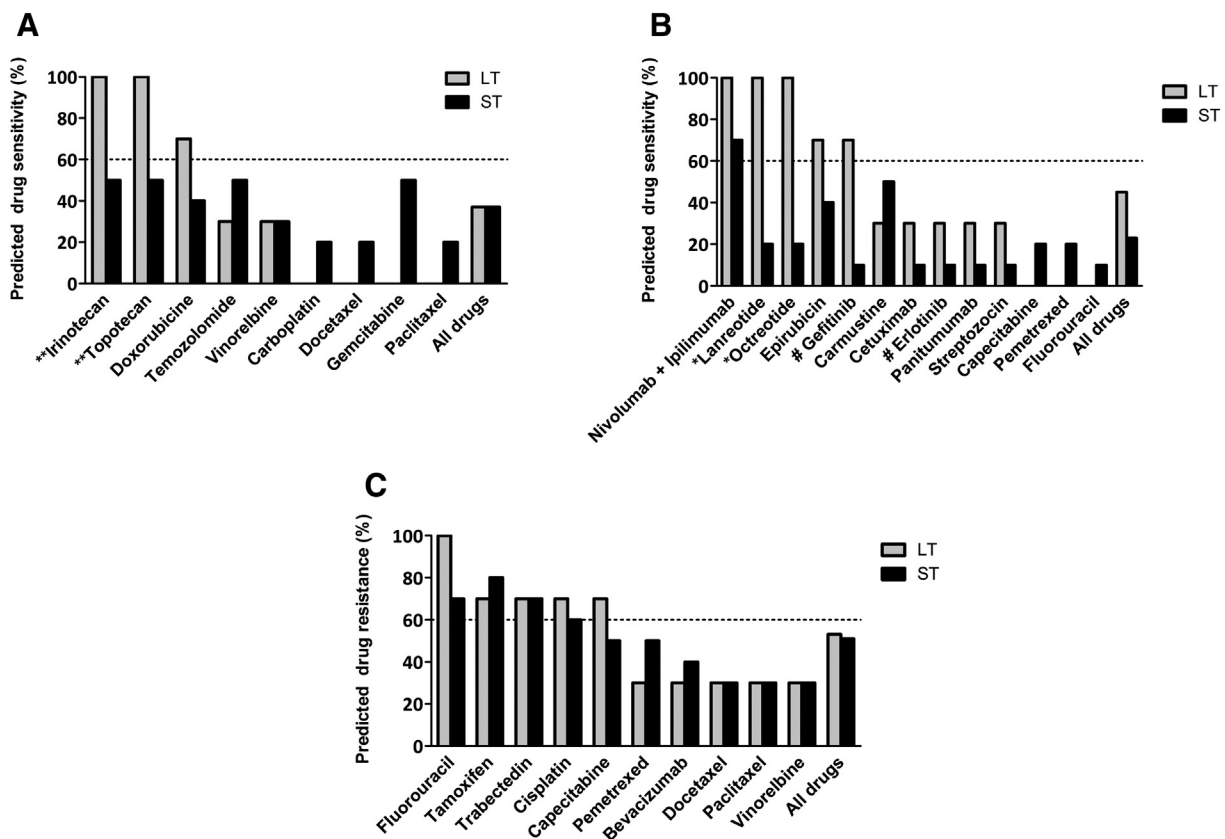 A
Predicted drug sensitivity (%)
100
80
60
40
20
0
LT
ST
**Irinotecan
**Topotecan
Doxorubicine
Temozolomide
Vinorelbine
Carboplatin
Docetaxel
Gemcitabine
Paclitaxel
All drugs
B
Predicted drug sensitivity (%)
100
80
60
40
20
0
LT
ST
Nivolumab + Ipilimumab
*Lanreotide
*Octreotide
Epirubicin
# Gefitinib
Carmustine
Cetuximab
# Erlotinib
Panitumumab
Streptozocin
Capecitabine
Pemetrexed
Fluorouracil
All drugs
C
Predicted drug resistance (%)
100
80
60
40
20
0
LT
ST
Fluorouracil
Tamoxifen
Trabectedin
Cisplatin
Capecitabine
Pemetrexed
Bevacizumab
Docetaxel
Paclitaxel
Vinorelbine
All drugs